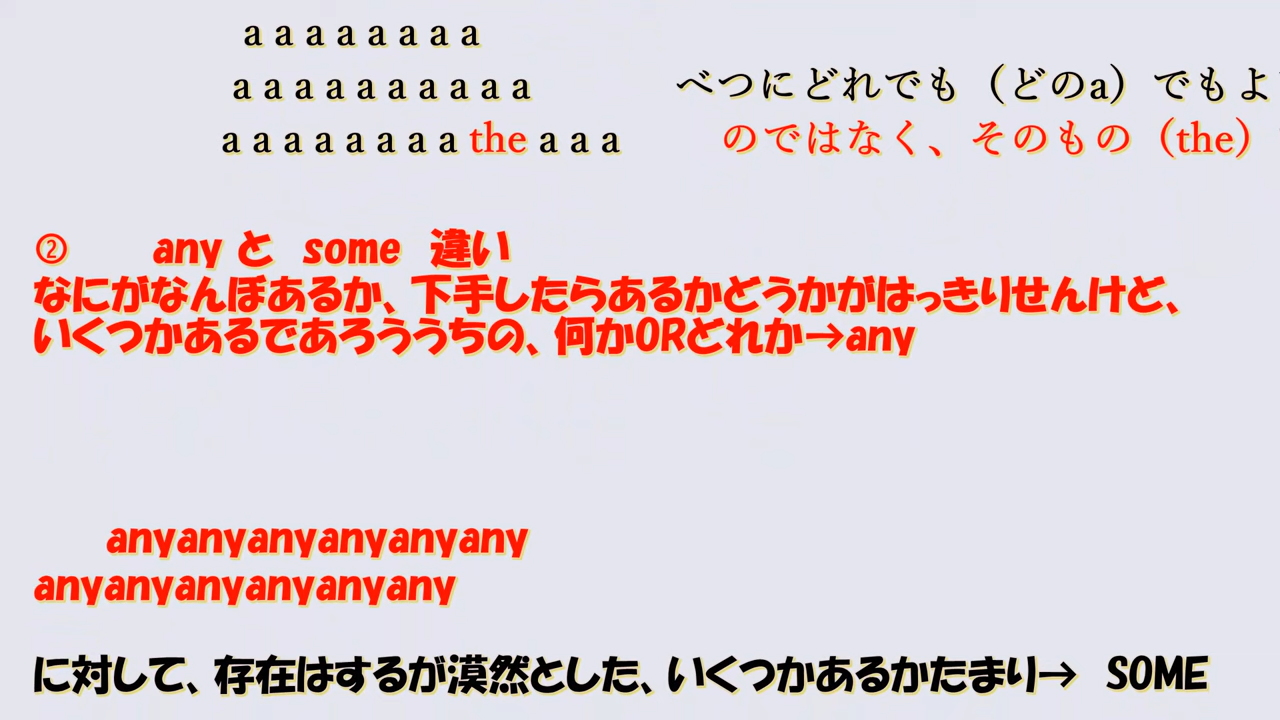 a a a a a a a a
a a a a a a a a a a べつにどれでも（どのa）でもよ
a a a a a a a a the a a a のではなく、そのもの（the）
② any と some 違い
なにがなんぼあるか、下手したらあるかどうかがはっきりせんけど、
いくつかあるであろううちの、何かORどれか→any
anyanyanyanyanyany
anyanyanyanyanyany
に対して、存在はするが漠然とした、いくつかあるかたまり→ SOME